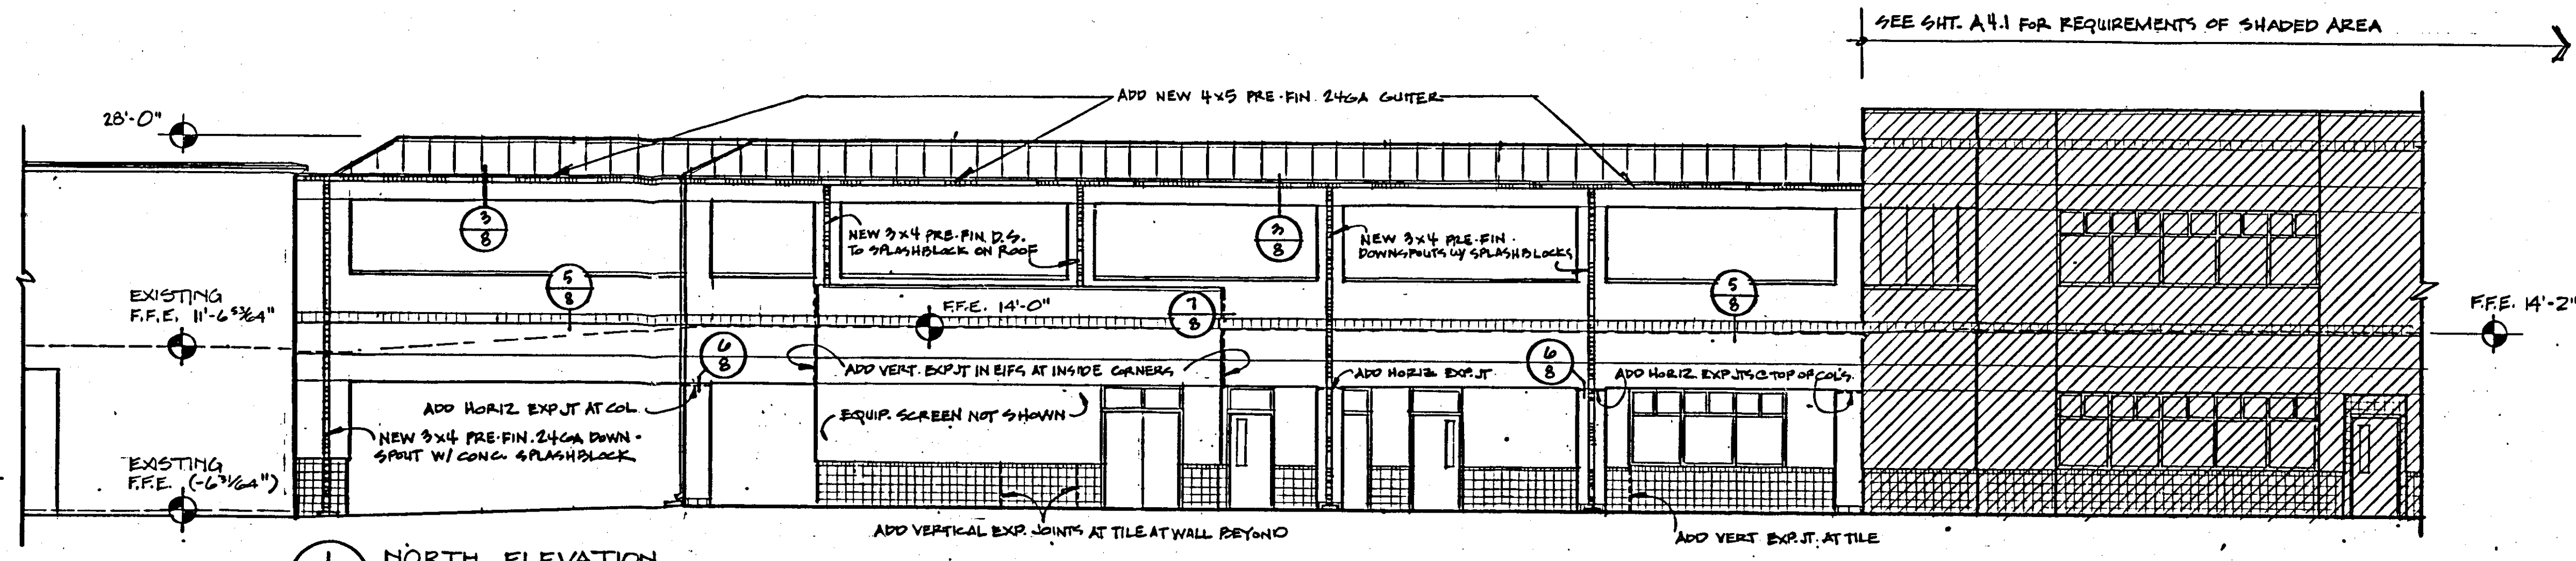 SEE SHT. A4.1 FOR REQUIREMENTS OF SHADED AREA
ADD NEW 4x5 PRE-FIN. 24GA GUTTER
28'-0"
3
8
NEW 3x4 PRE-FIN. D.S.
TO SPLASHBLOCK ON ROOF
3
8
NEW 3x4 PRE-FIN.
DOWNSPOUTS W/ SPLASHBLOCKS
5
8
EXISTING
F.F.E. 11'-6 53/64"
F.F.E. 14'-0"
7
8
5
8
F.F.E. 14'-2"
6
8
ADD VERT. EXP. JT IN EIFS AT INSIDE CORNERS
ADD HORIZ EXP. JT
6
8
ADD HORIZ EXP JTS @ TOP OF COL'S.
ADD HORIZ EXP JT AT COL.
EQUIP. SCREEN NOT SHOWN
NEW 3x4 PRE-FIN. 24GA DOWN-
SPOUT W/ CONC. SPLASHBLOCK
EXISTING
F.F.E. (-6 31/64")
ADD VERTICAL EXP. JOINTS AT TILE AT WALL BEYOND
ADD VERT EXP. JT. AT TILE
1
NORTH ELEVATION